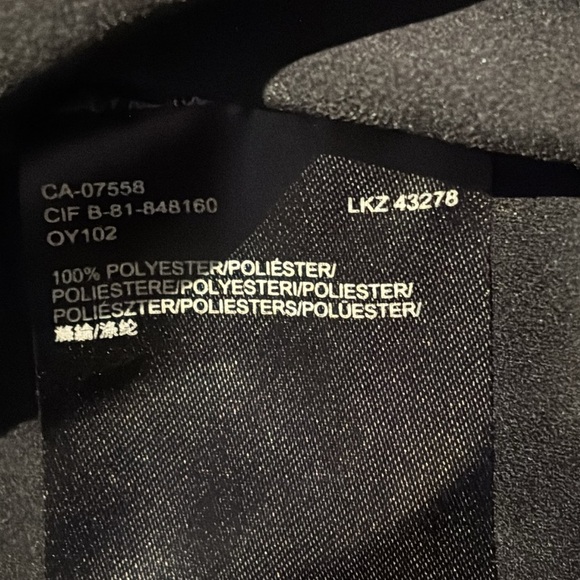 CA-07558
CIF B-81-848160
OY102
LKZ 43278
100% POLYESTER/POLIÉSTER/
POLIESTERE/POLYESTERI/POLIESTER/
POLIÉSZTER/POLIESTERS/POLÜESTER/
滌綸/涤纶